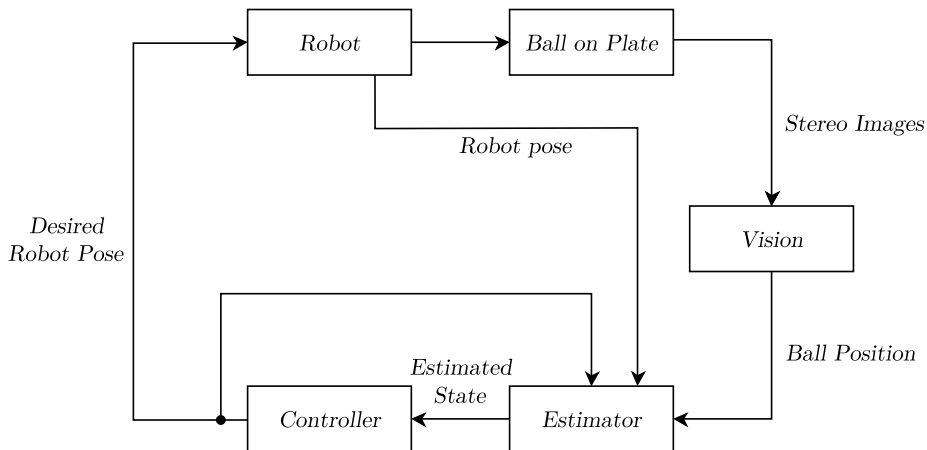 Robot
Ball on Plate
Stereo Images
Robot pose
Desired
Robot Pose
Vision
Ball Position
Estimated
State
Controller
Estimator